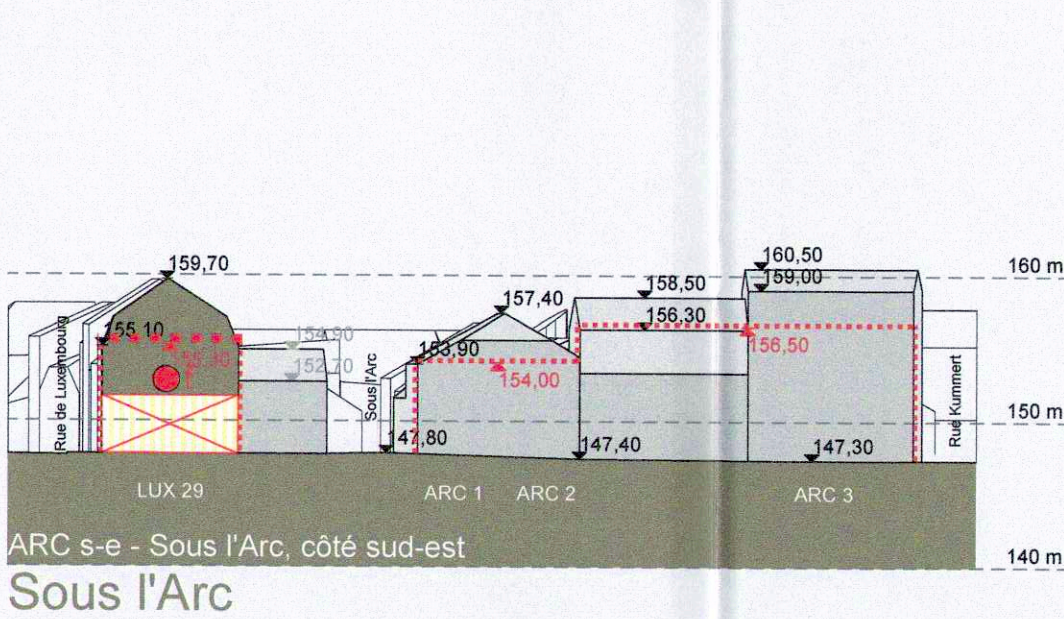 160,50
159,70
160 m
159,00
158,50
157,40
156,30
155,10
154,90
156,50
155,30
153,90
152,70
154,00
Rue de Luxembourg
Sous l'Arc
Rue Kummert
150 m
147,80
147,40
147,30
LUX 29
ARC 1
ARC 2
ARC 3
ARC s-e - Sous l'Arc, côté sud-est
140 m
Sous l'Arc